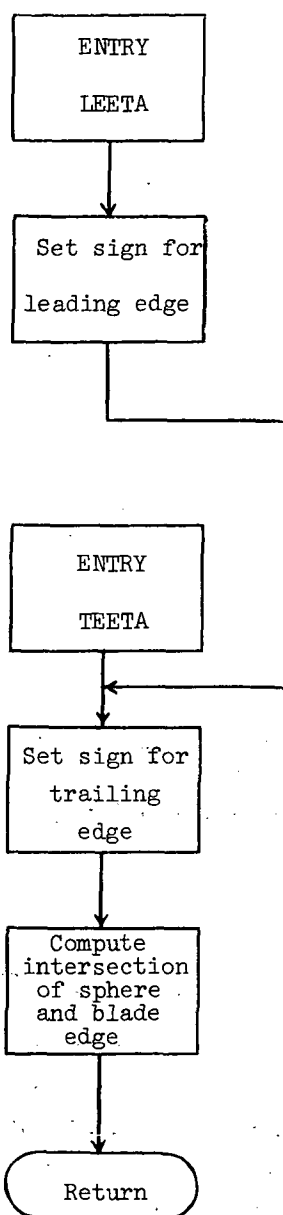 ENTRY
LEETA
Set sign for
leading edge
ENTRY
TEETA
Set sign for
trailing
edge
Compute
intersection
of sphere
and blade
edge
Return